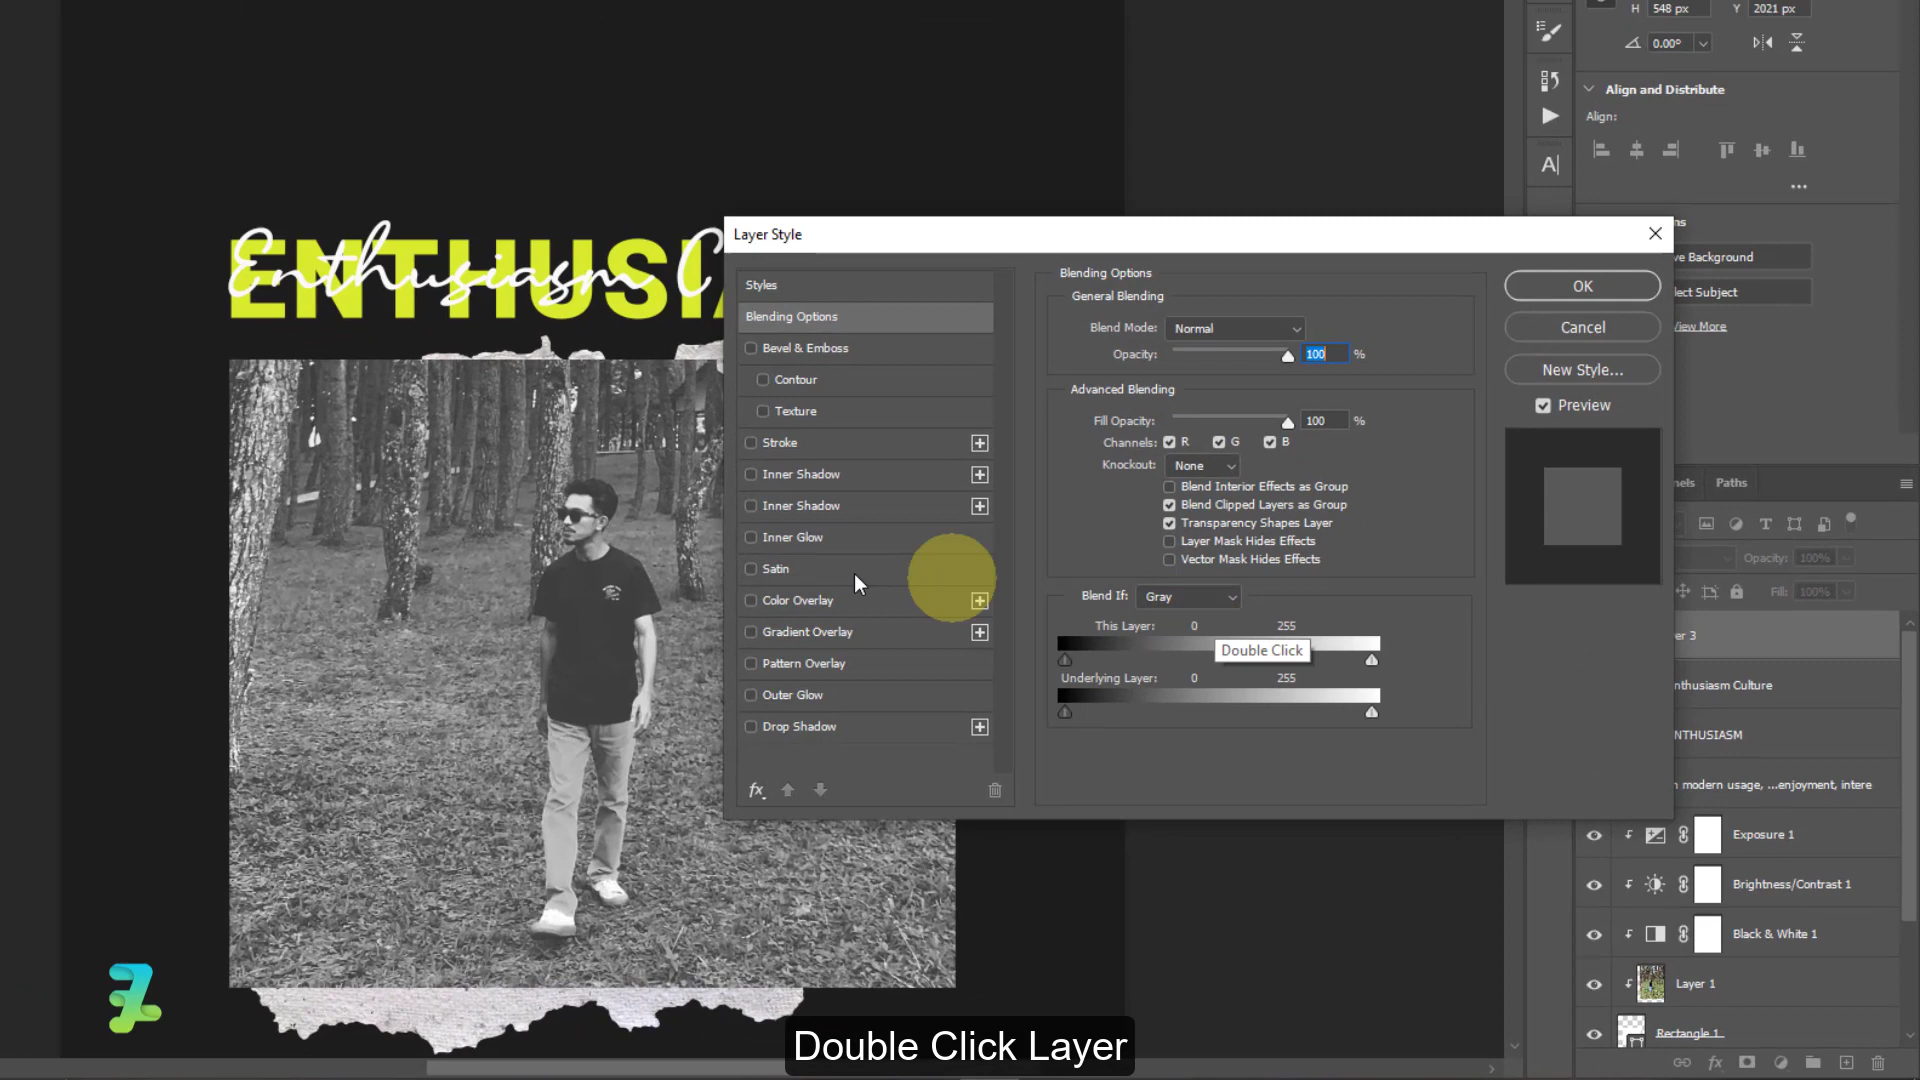 H: 548 px Y: 2021 px
0.00°
Align and Distribute
Align:
ns
ve Background
lect Subject
View More
ENTHUSIA
Enthusiasm C
Layer Style
Styles
Blending Options
Bevel & Emboss
Contour
Texture
Stroke
Inner Shadow
Inner Shadow
Inner Glow
Satin
Color Overlay
Gradient Overlay
Pattern Overlay
Outer Glow
Drop Shadow
fx
Blending Options
General Blending
Blend Mode: Normal
Opacity: 100 %
Advanced Blending
Fill Opacity: 100 %
Channels: R G B
Knockout: None
Blend Interior Effects as Group
Blend Clipped Layers as Group
Transparency Shapes Layer
Layer Mask Hides Effects
Vector Mask Hides Effects
Blend If: Gray
This Layer: 0 255
Double Click
Underlying Layer: 0 255
OK
Cancel
New Style...
Preview
nels Paths
Opacity: 100%
Fill: 100%
er 3
nthusiasm Culture
NTHUSIASM
n modern usage, ...enjoyment, intere
Exposure 1
Brightness/Contrast 1
Black & White 1
Layer 1
Rectangle 1
fx
Double Click Layer